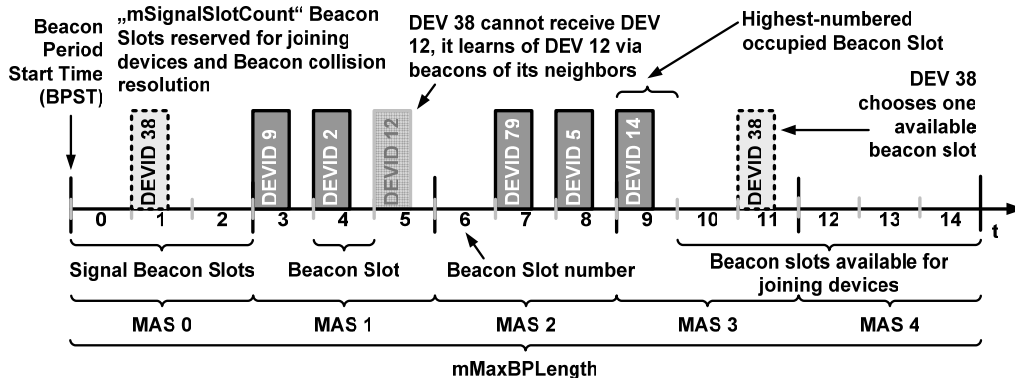 Beacon
Period
Start Time
(BPST)
„mSignalSlotCount“ Beacon
Slots reserved for joining
devices and Beacon collision
resolution
DEV 38 cannot receive DEV
12, it learns of DEV 12 via
beacons of its neighbors
Highest-numbered
occupied Beacon Slot
DEV 38
chooses one
available
beacon slot
DEVID 38
DEVID 9
DEVID 2
DEVID 12
DEVID 79
DEVID 5
DEVID 14
DEVID 38
0 1 2 3 4 5 6 7 8 9 10 11 12 13 14
t
Signal Beacon Slots
Beacon Slot
Beacon Slot number
Beacon slots available for
joining devices
MAS 0 MAS 1 MAS 2 MAS 3 MAS 4
mMaxBPLength